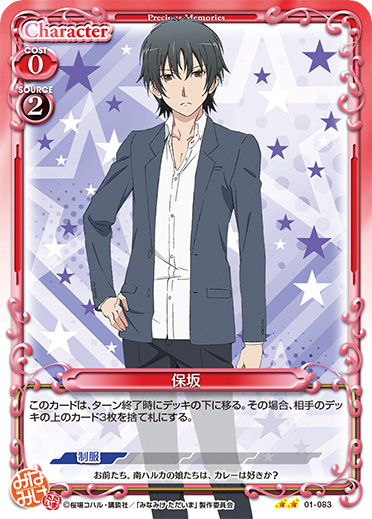 Precious Memories
Character
COST
0
SOURCE
2
保坂
このカードは、ターン終了時にデッキの下に移る。その場合、相手のデッ
キの上のカード3枚を捨て札にする。
制服
お前たち。南ハルカの娘たちは、カレーは好きか?
みなみけ
ただいま
©桜場コハル・講談社/「みなみけ ただいま」製作委員会
01-083